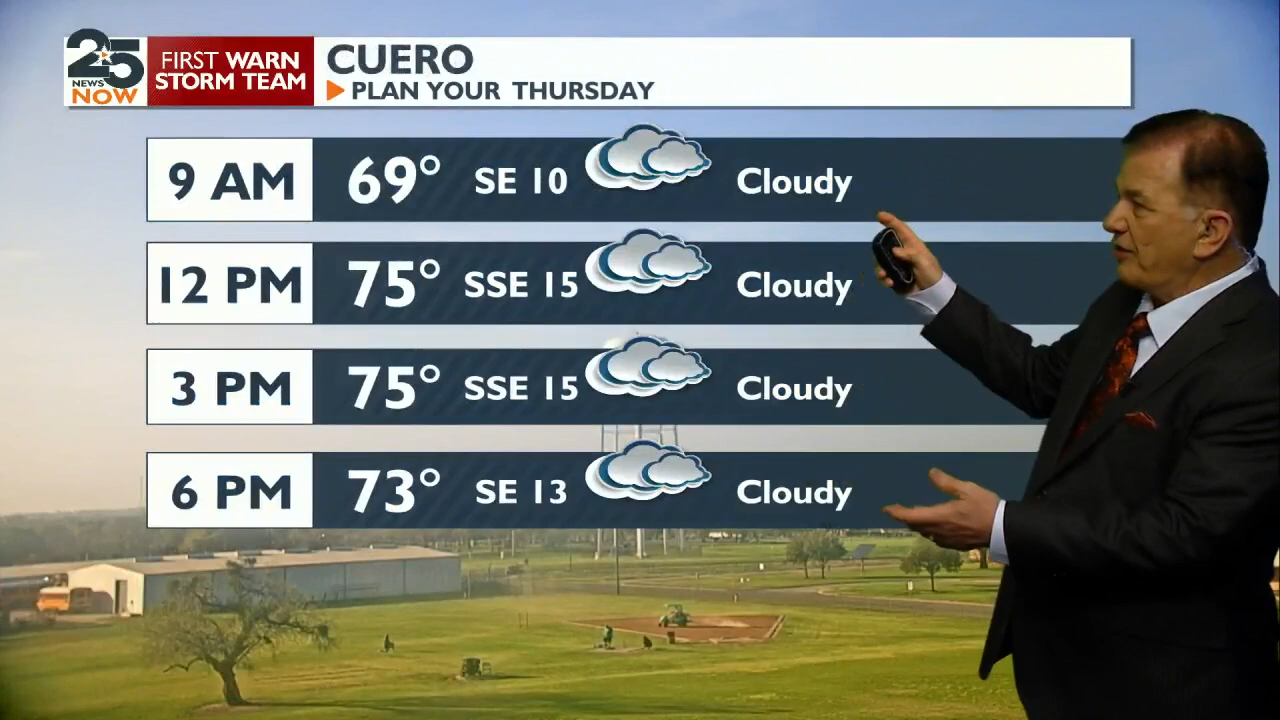 25
NEWS
NOW
FIRST WARN
STORM TEAM
CUERO
PLAN YOUR THURSDAY
9 AM 69° SE 10 Cloudy
12 PM 75° SSE 15 Cloudy
3 PM 75° SSE 15 Cloudy
6 PM 73° SE 13 Cloudy